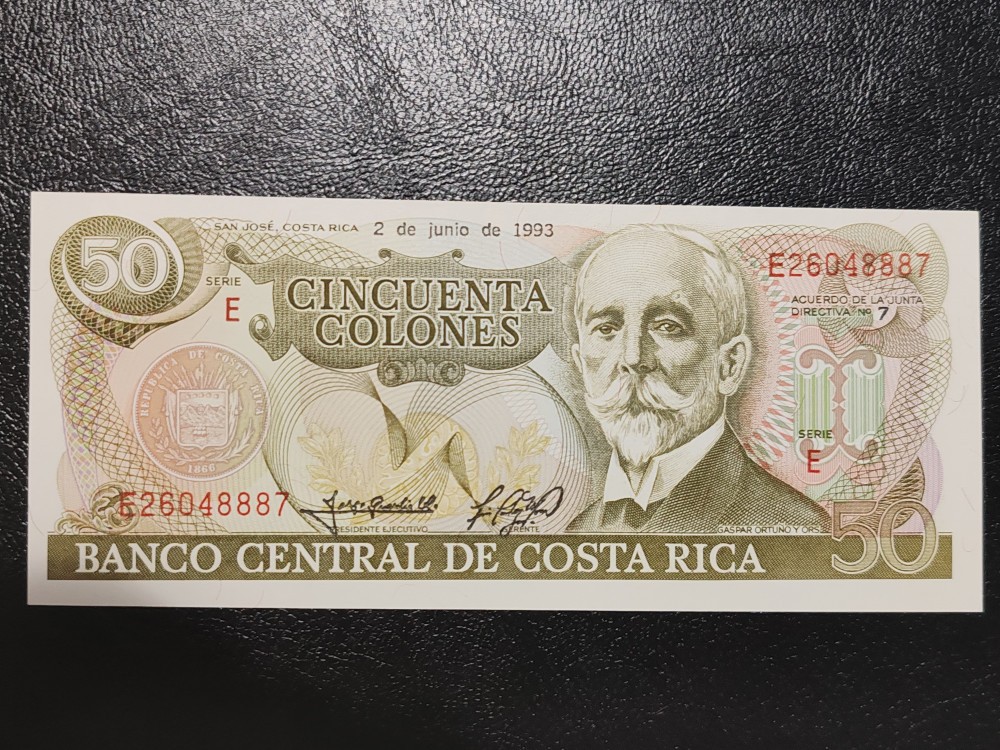 50
SAN JOSÉ, COSTA RICA 2 de junio de 1993
SERIE
E
CINCUENTA
COLONES
E26048887
ACUERDO DE LA JUNTA
DIRECTIVA Nº 7
REPUBLICA DE COSTA RICA
1866
SERIE
E
E26048887
PRESIDENTE EJECUTIVO
GERENTE
GASPAR ORTUÑO Y ORS
BANCO CENTRAL DE COSTA RICA
50